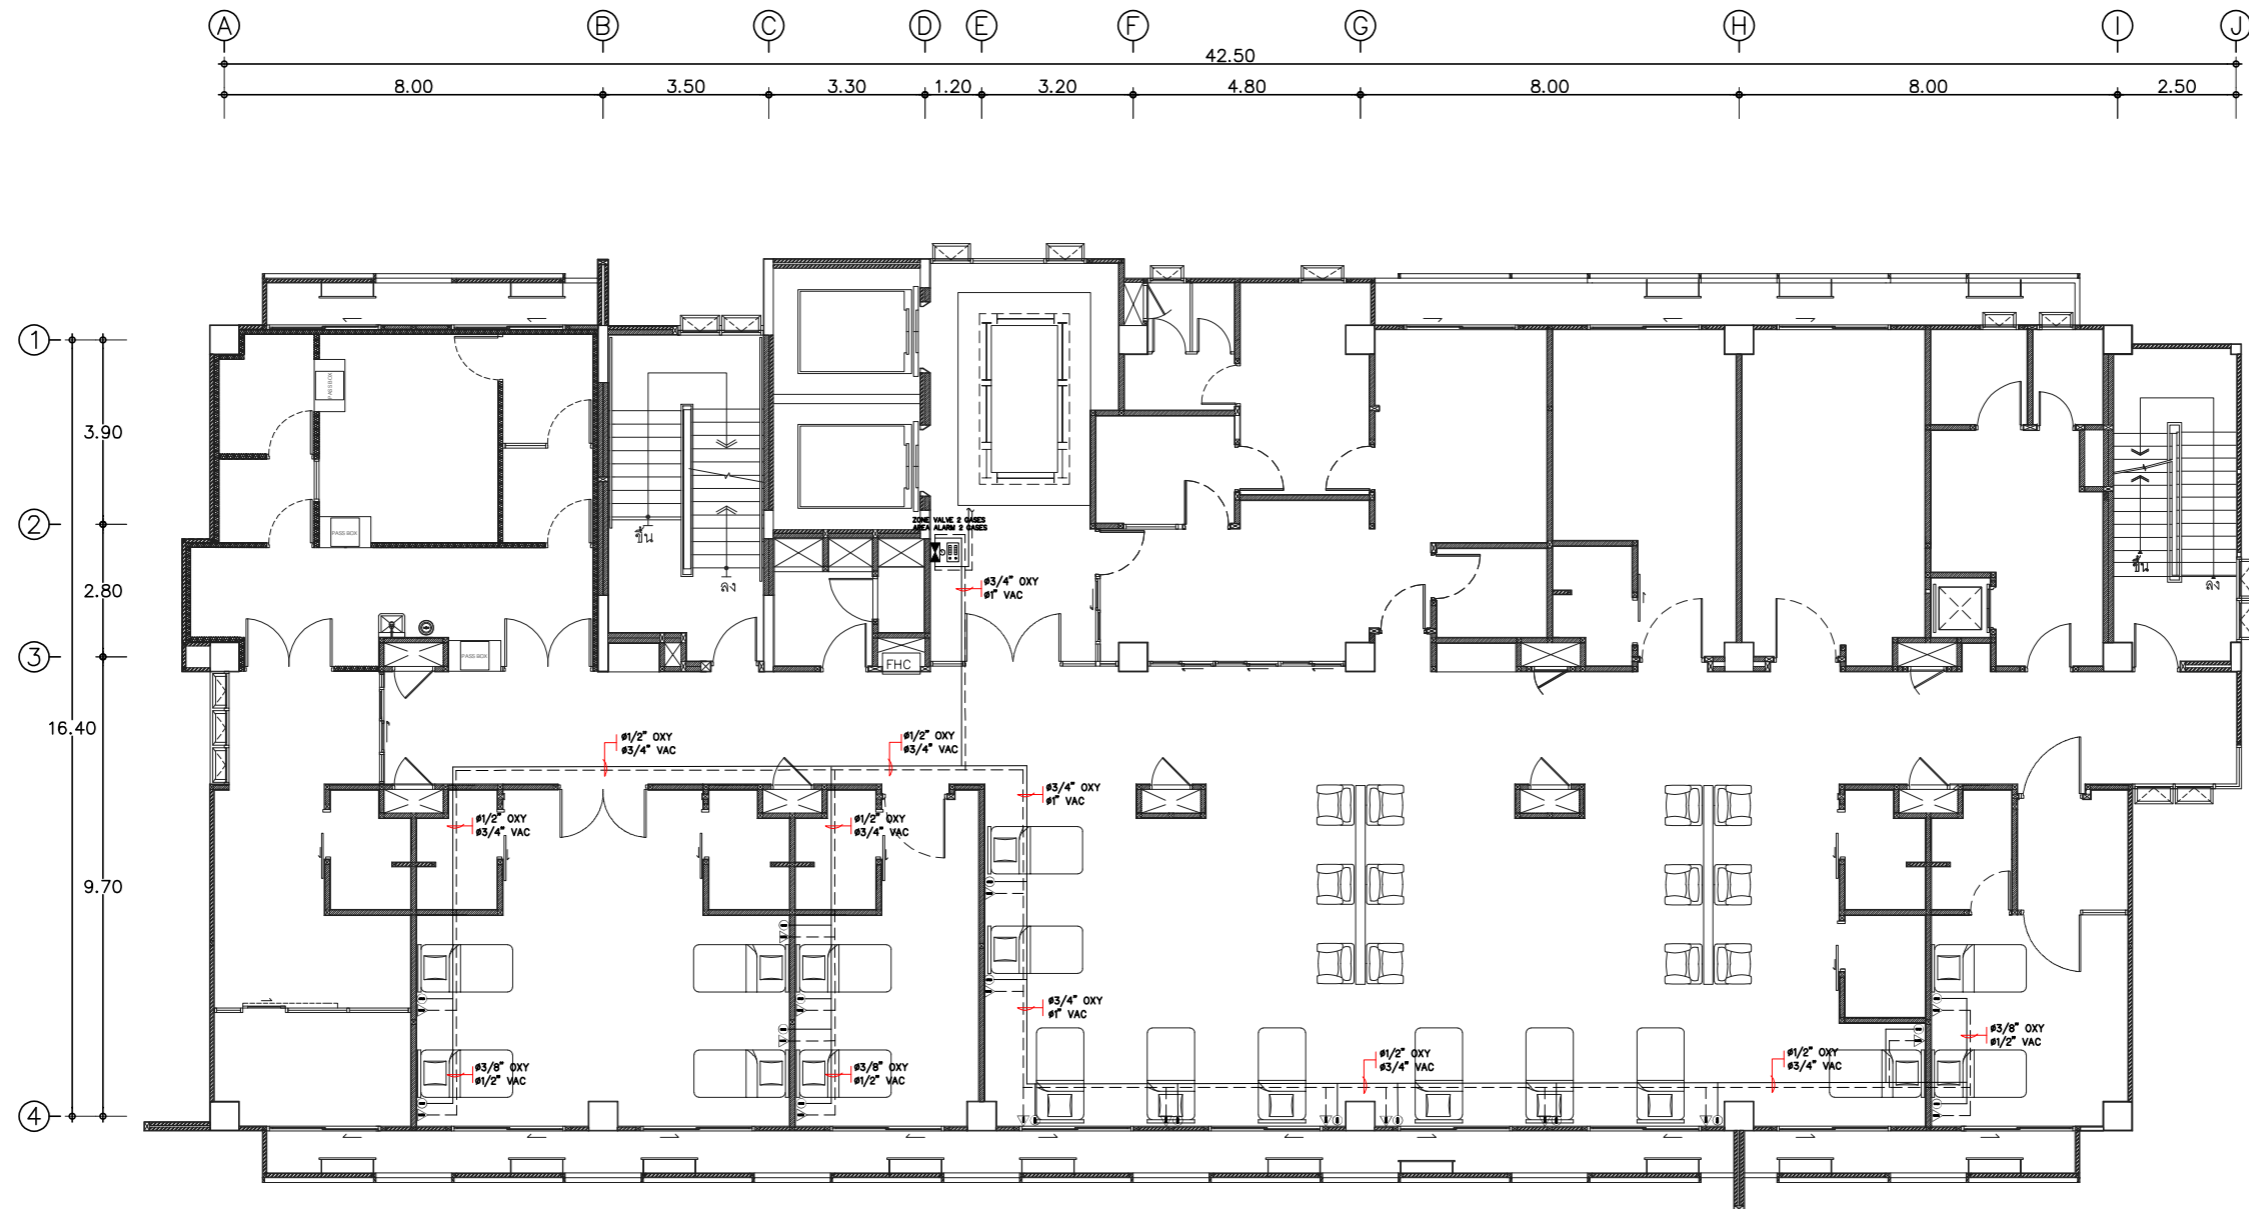 A B C D E F G H I J
42.50
8.00 3.50 3.30 1.20 3.20 4.80 8.00 8.00 2.50
1
PASS BOX
3.90
2
ZONE VALVE 2 GASES
AREA ALARM 2 GASES
PASS BOX
ขึ้น
ขึ้น
2.80
ลง
ø3/4" OXY
ø1" VAC
ลง
3
PASS BOX
FHC
16.40
ø1/2" OXY
ø3/4" VAC
ø1/2" OXY
ø3/4" VAC
ø3/4" OXY
ø1" VAC
ø1/2" OXY
ø3/4" VAC
ø1/2" OXY
ø3/4" VAC
9.70
ø3/4" OXY
ø1" VAC
ø3/8" OXY
ø1/2" VAC
ø1/2" OXY
ø3/4" VAC
ø1/2" OXY
ø3/4" VAC
ø3/8" OXY
ø1/2" VAC
ø3/8" OXY
ø1/2" VAC
4